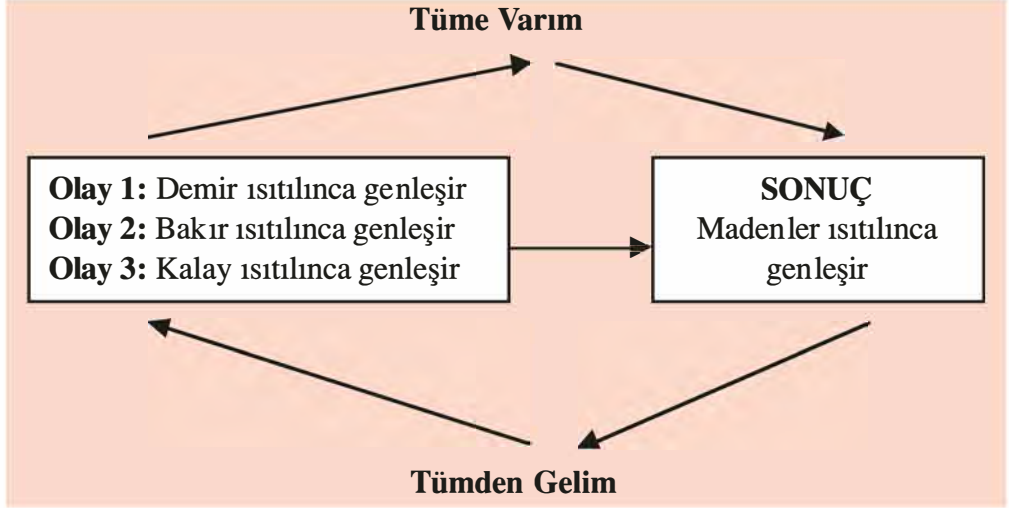 Tüme Varım
Olay 1: Demir ısıtılınca genleşir
Olay 2: Bakır ısıtılınca genleşir
Olay 3: Kalay ısıtılınca genleşir
SONUÇ
Madenler ısıtılınca
genleşir
Tümden Gelim